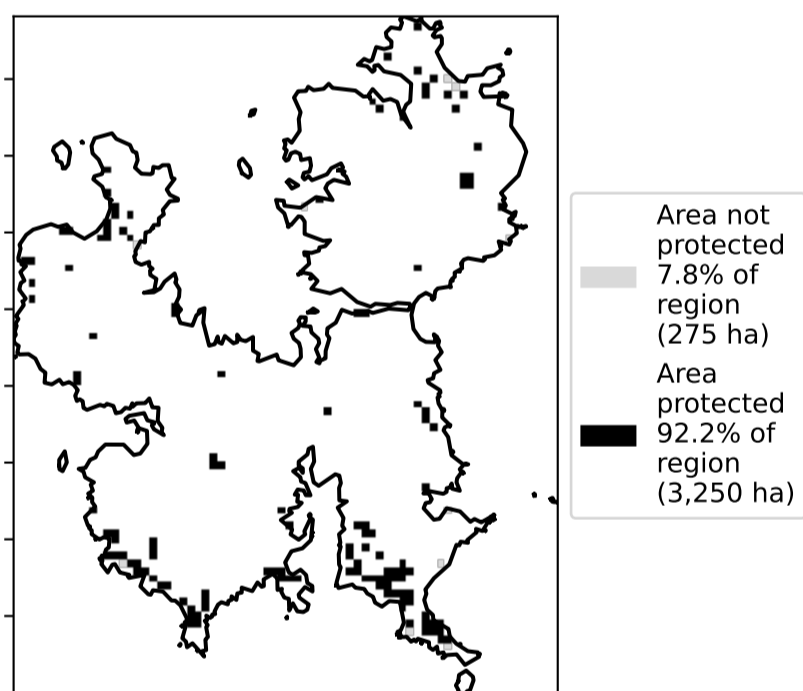 Area not
protected
7.8% of
region
(275 ha)
Area
protected
92.2% of
region
(3,250 ha)